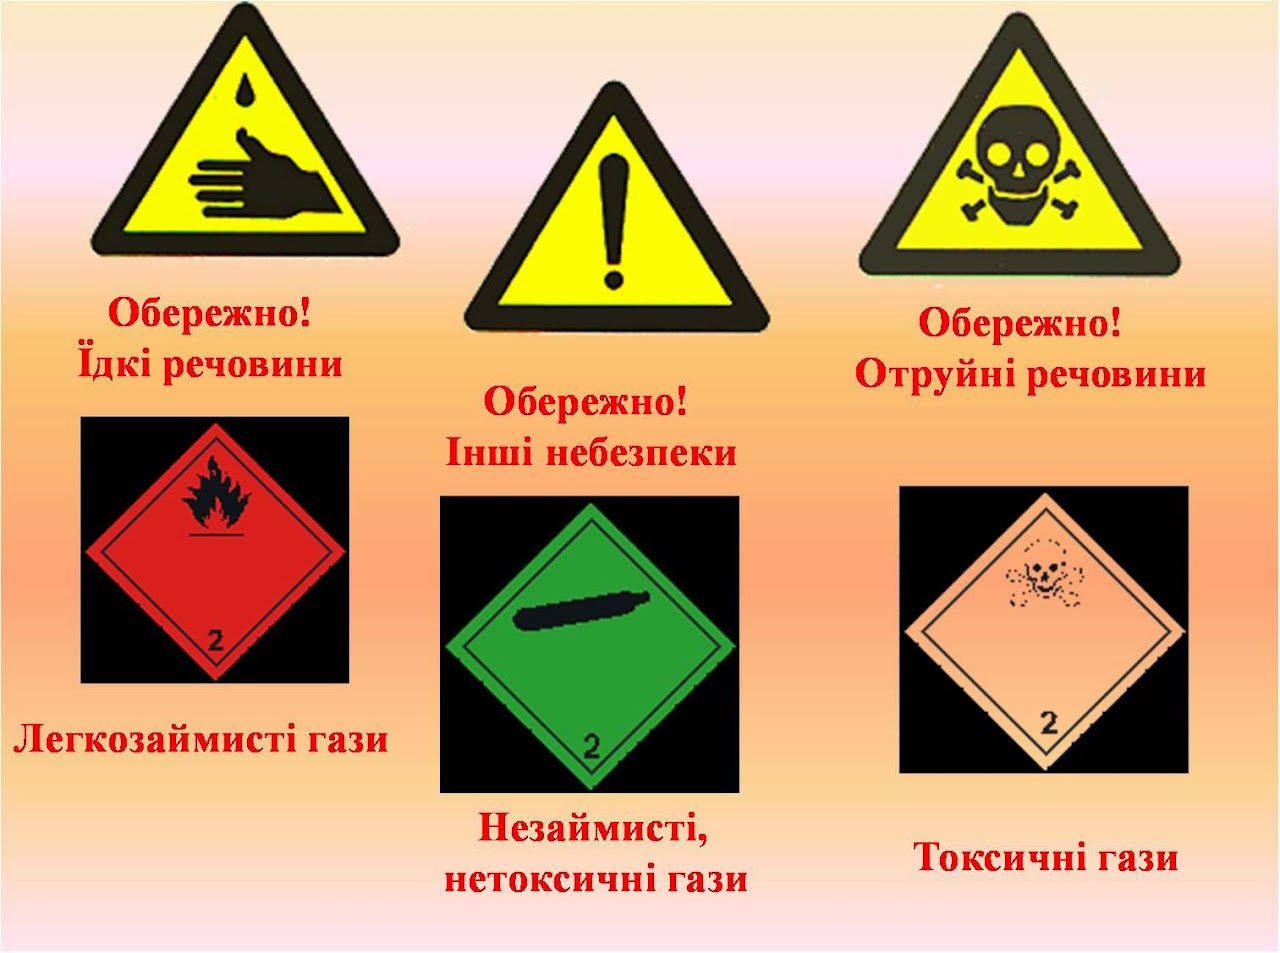 Обережно!
Їдкі речовини
Обережно!
Інші небезпеки
Обережно!
Отруйні речовини
2
Легкозаймисті гази
2
Незаймисті,
нетоксичні гази
2
Токсичні гази